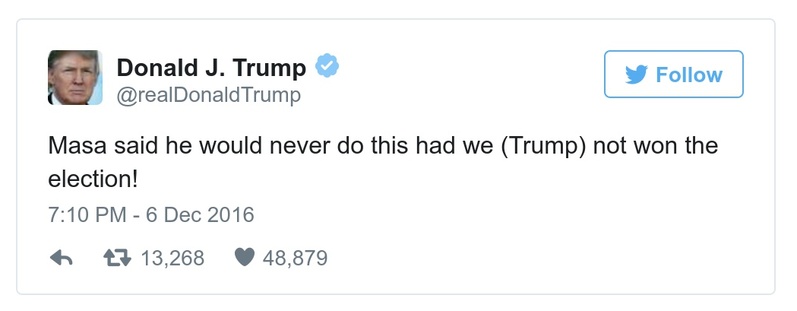 Donald J. Trump
@realDonaldTrump
Follow
Masa said he would never do this had we (Trump) not won the
election!
7:10 PM - 6 Dec 2016
13,268 48,879